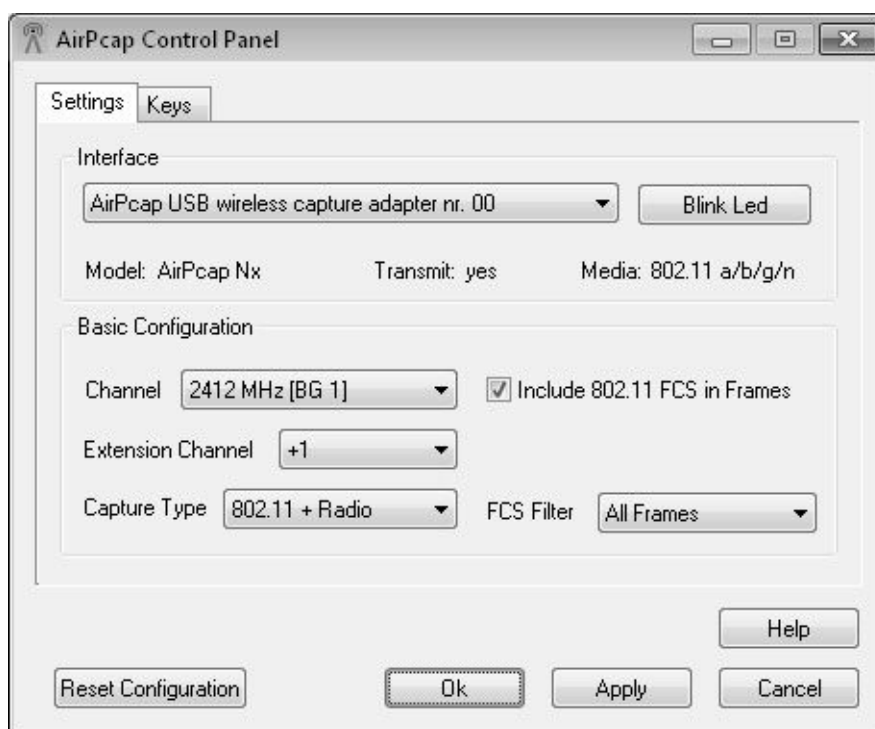 AirPcap Control Panel
Settings Keys
Interface
AirPcap USB wireless capture adapter nr. 00 Blink Led
Model: AirPcap Nx Transmit: yes Media: 802.11 a/b/g/n
Basic Configuration
Channel 2412 MHz [BG 1] Include 802.11 FCS in Frames
Extension Channel +1
Capture Type 802.11 + Radio FCS Filter All Frames
Help
Reset Configuration Ok Apply Cancel